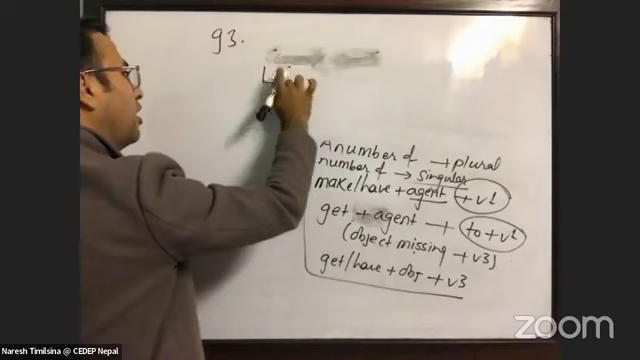 93.
A number of → plural
number of → singular
make/have + agent + v1
get + agent + to + v1
(object missing + v3)
get/have + obj + v3
zoom
Naresh Timilsina @ CEDEP Nepal